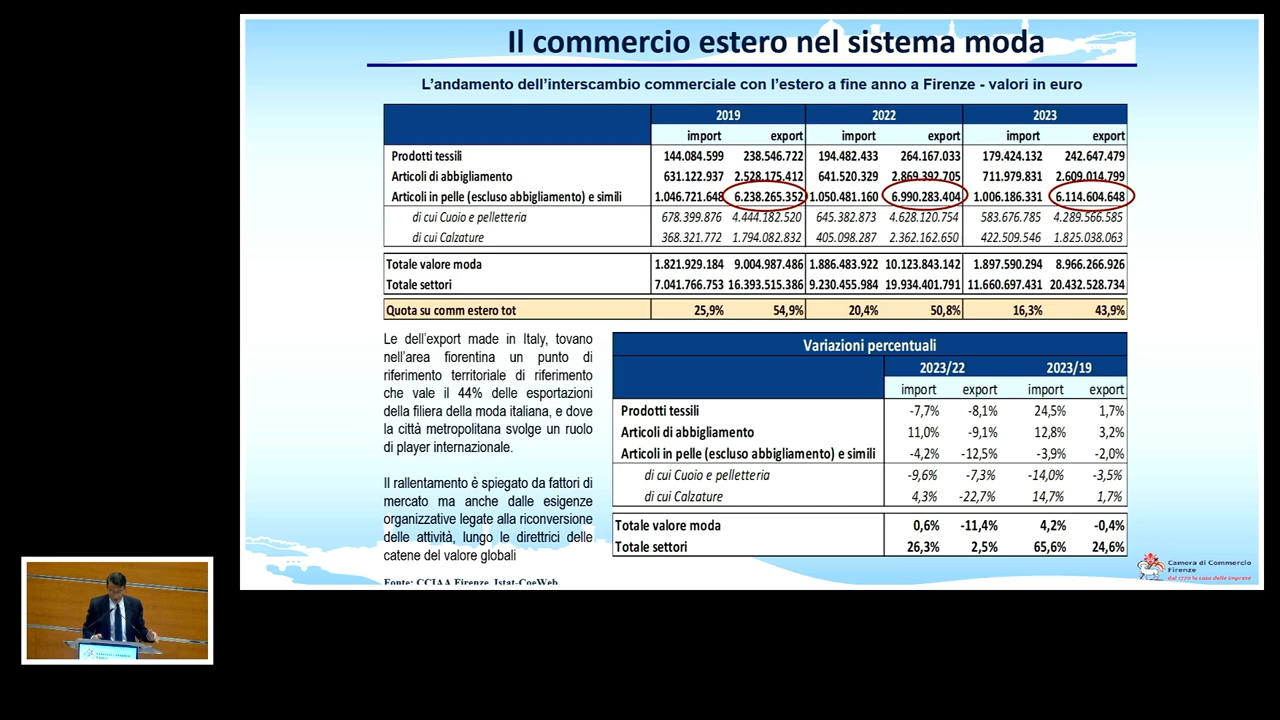 Il commercio estero nel sistema moda
L'andamento dell'interscambio commerciale con l'estero a fine anno a Firenze - valori in euro
2019 2022 2023
import export import export import export
Prodotti tessili 144.084.599 238.546.722 194.482.433 264.167.033 179.424.132 242.647.479
Articoli di abbigliamento 631.122.937 2.528.175.412 641.520.329 2.869.392.705 711.979.831 2.609.014.799
Articoli in pelle (escluso abbigliamento) e simili 1.046.721.648 6.238.265.352 1.050.481.160 6.990.283.404 1.006.186.331 6.114.604.648
di cui Cuoio e pelletteria 678.399.876 4.444.182.520 645.382.873 4.628.120.754 583.676.785 4.289.566.585
di cui Calzature 368.321.772 1.794.082.832 405.098.287 2.362.162.650 422.509.546 1.825.038.063
Totale valore moda 1.821.929.184 9.004.987.486 1.886.483.922 10.123.843.142 1.897.590.294 8.966.266.926
Totale settori 7.041.766.753 16.393.515.386 9.230.455.984 19.934.401.791 11.660.697.431 20.432.528.734
Quota su comm estero tot 25,9% 54,9% 20,4% 50,8% 16,3% 43,9%
Le dell'export made in Italy, tovano
nell'area fiorentina un punto di
riferimento territoriale di riferimento
che vale il 44% delle esportazioni
della filiera della moda italiana, e dove
la città metropolitana svolge un ruolo
di player internazionale.
Il rallentamento è spiegato da fattori di
mercato ma anche dalle esigenze
organizzative legate alla riconversione
delle attività, lungo le direttrici delle
catene del valore globali
Fonte: CCIAA Firenze, Istat-CoeWeb
Variazioni percentuali
2023/22 2023/19
import export import export
Prodotti tessili -7,7% -8,1% 24,5% 1,7%
Articoli di abbigliamento 11,0% -9,1% 12,8% 3,2%
Articoli in pelle (escluso abbigliamento) e simili -4,2% -12,5% -3,9% -2,0%
di cui Cuoio e pelletteria -9,6% -7,3% -14,0% -3,5%
di cui Calzature 4,3% -22,7% 14,7% 1,7%
Totale valore moda 0,6% -11,4% 4,2% -0,4%
Totale settori 26,3% 2,5% 65,6% 24,6%
Camera di Commercio
Firenze
dal 1770 la casa delle imprese